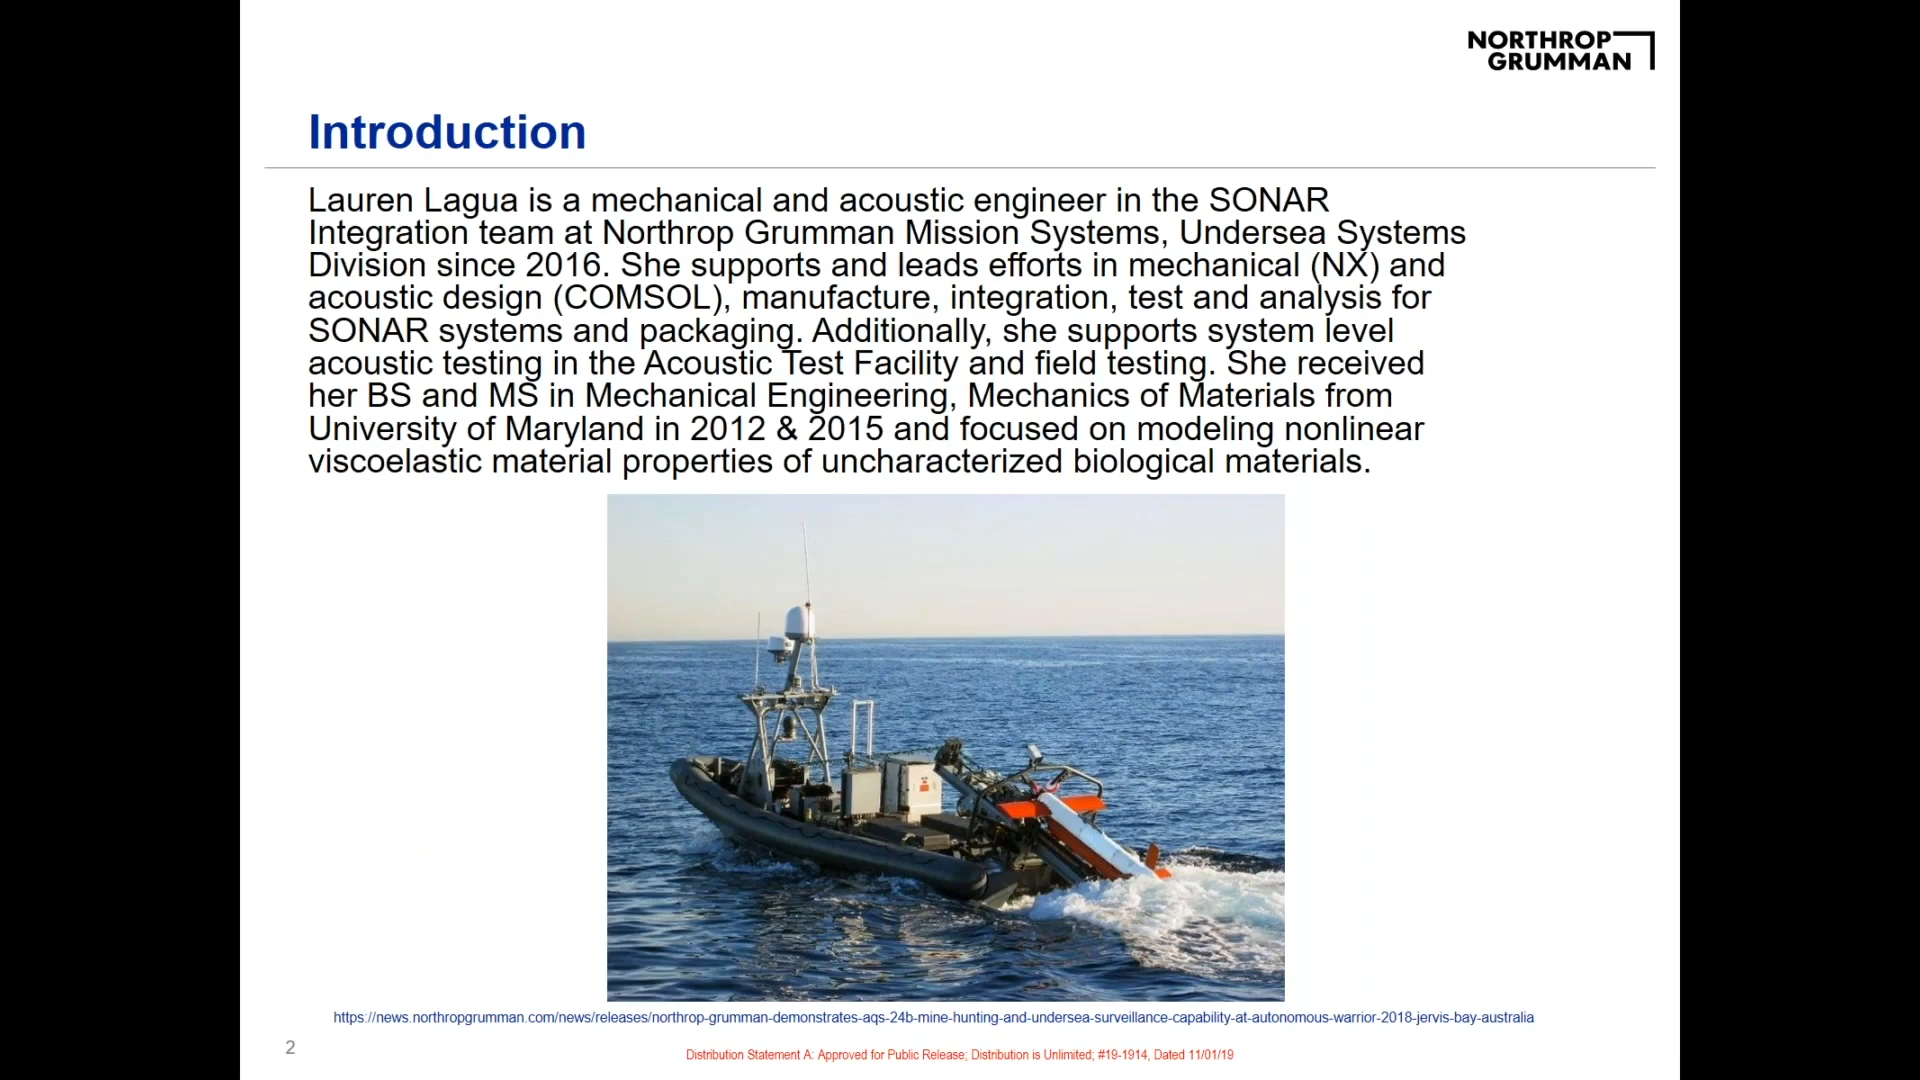 NORTHROP
GRUMMAN
Introduction
Lauren Lagua is a mechanical and acoustic engineer in the SONAR
Integration team at Northrop Grumman Mission Systems, Undersea Systems
Division since 2016. She supports and leads efforts in mechanical (NX) and
acoustic design (COMSOL), manufacture, integration, test and analysis for
SONAR systems and packaging. Additionally, she supports system level
acoustic testing in the Acoustic Test Facility and field testing. She received
her BS and MS in Mechanical Engineering, Mechanics of Materials from
University of Maryland in 2012 & 2015 and focused on modeling nonlinear
viscoelastic material properties of uncharacterized biological materials.
https://news.northropgrumman.com/news/releases/northrop-grumman-demonstrates-aqs-24b-mine-hunting-and-undersea-surveillance-capability-at-autonomous-warrior-2018-jervis-bay-australia
2
Distribution Statement A: Approved for Public Release; Distribution is Unlimited; #19-1914, Dated 11/01/19